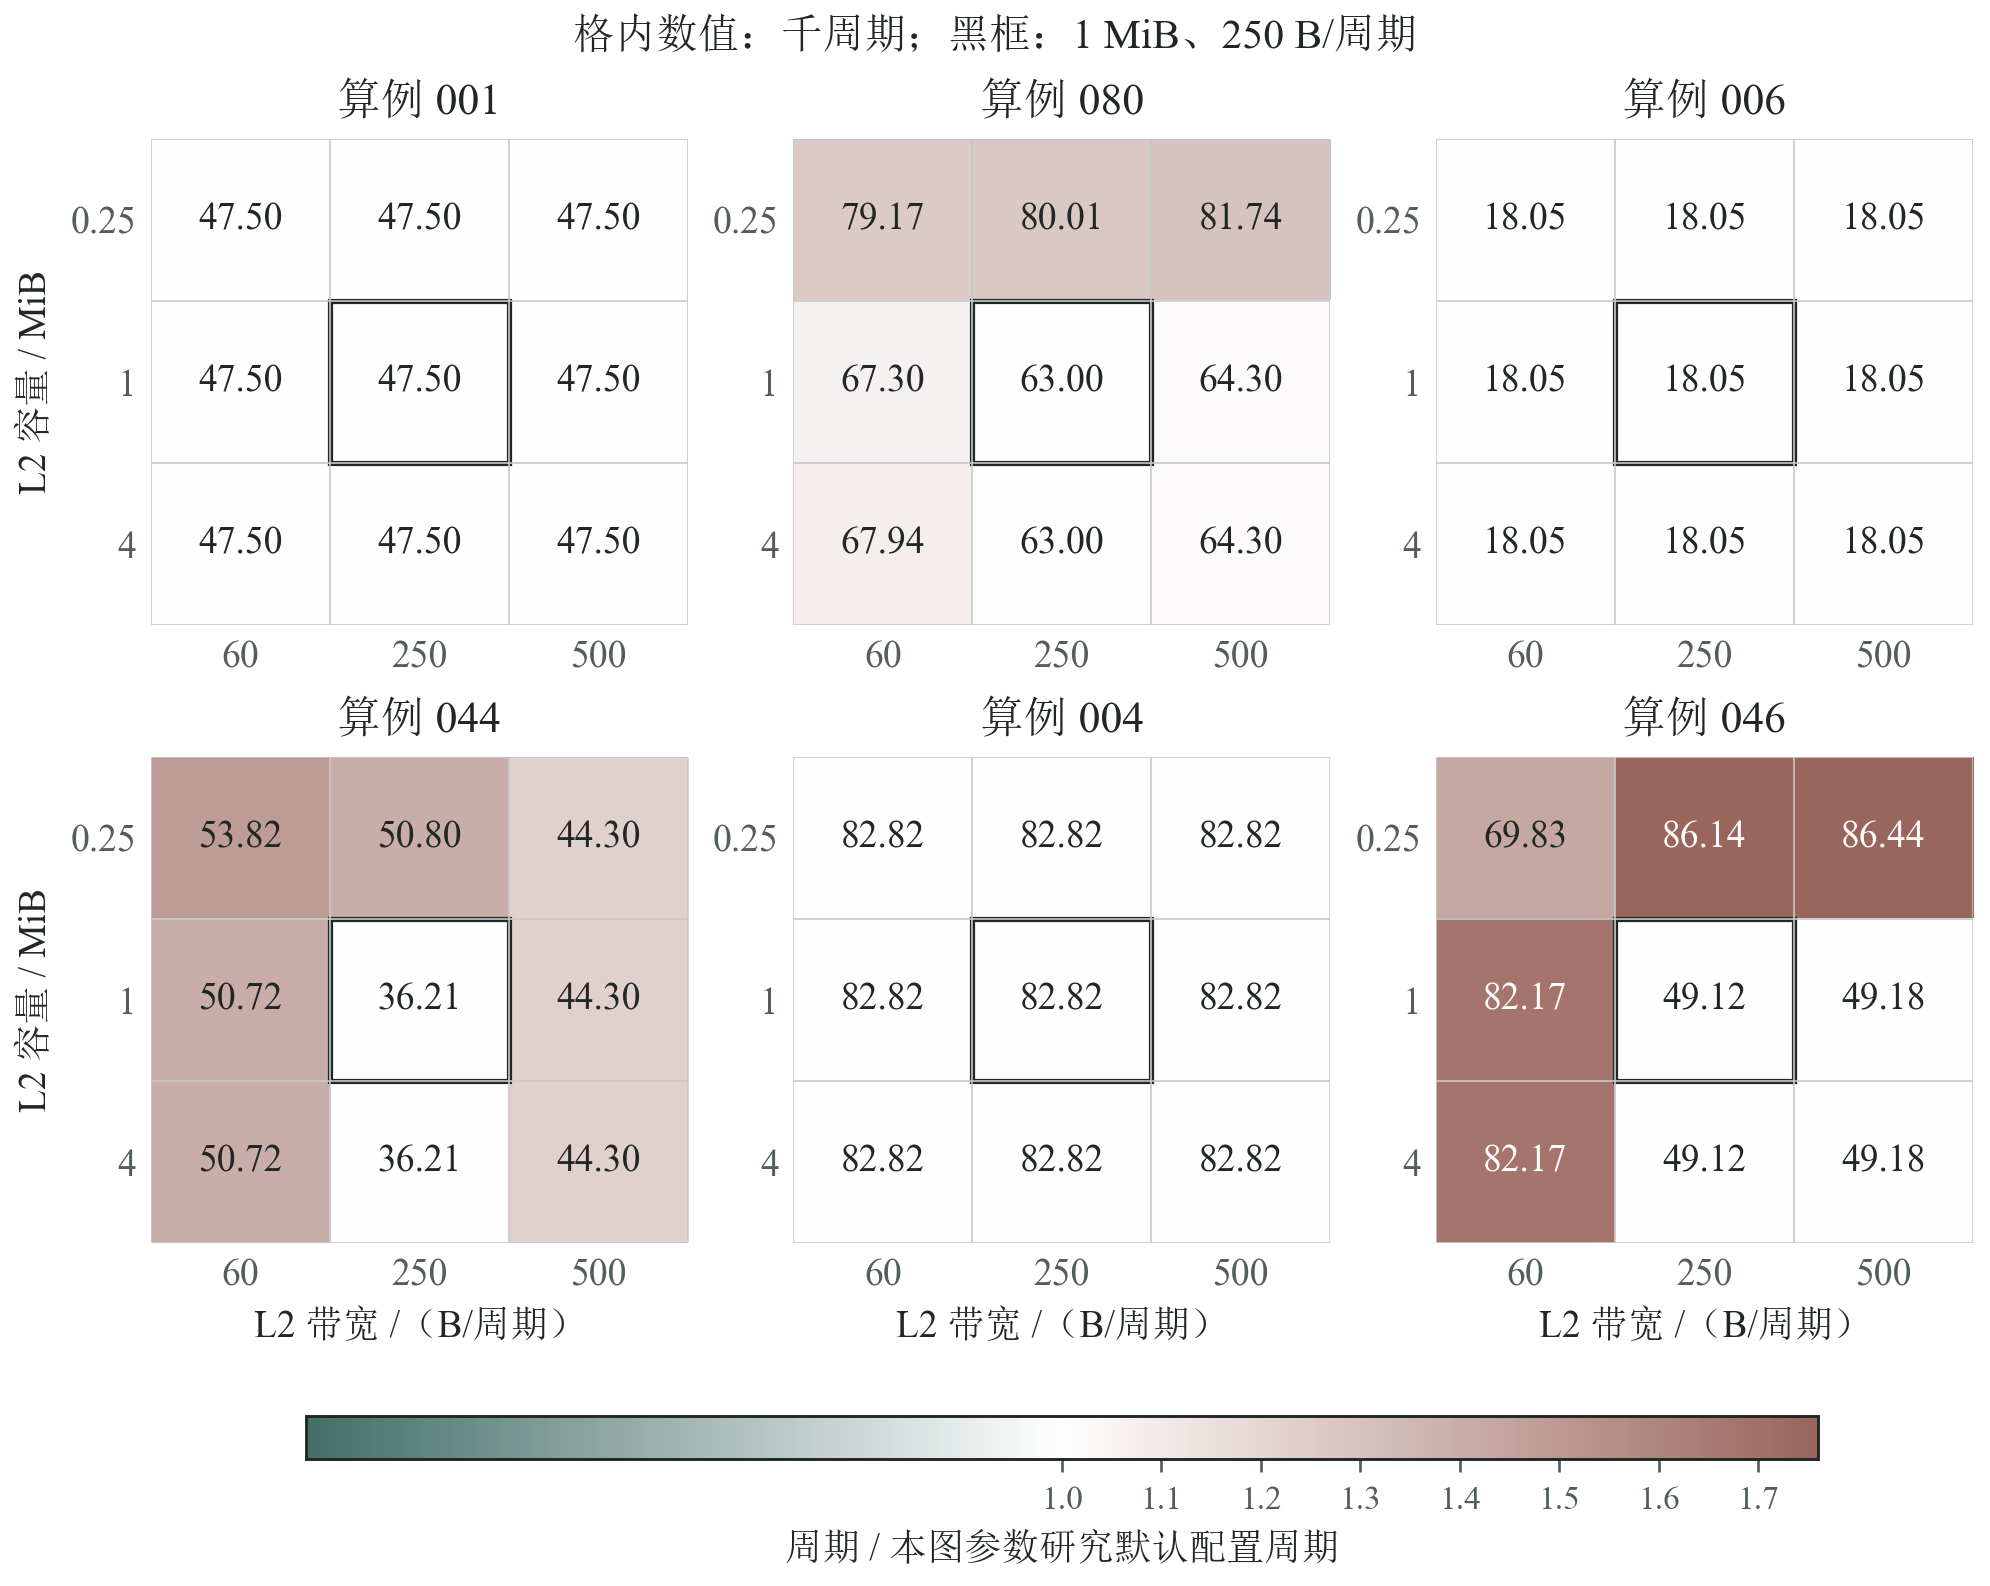 格内数值：千周期；黑框：1 MiB、250 B/周期
算例 001
算例 080
算例 006
L2 容量 / MiB
0.25 47.50 47.50 47.50
1 47.50 47.50 47.50
4 47.50 47.50 47.50
60 250 500
0.25 79.17 80.01 81.74
1 67.30 63.00 64.30
4 67.94 63.00 64.30
60 250 500
0.25 18.05 18.05 18.05
1 18.05 18.05 18.05
4 18.05 18.05 18.05
60 250 500
算例 044
算例 004
算例 046
L2 容量 / MiB
0.25 53.82 50.80 44.30
1 50.72 36.21 44.30
4 50.72 36.21 44.30
60 250 500
L2 带宽 /（B/周期）
0.25 82.82 82.82 82.82
1 82.82 82.82 82.82
4 82.82 82.82 82.82
60 250 500
L2 带宽 /（B/周期）
0.25 69.83 86.14 86.44
1 82.17 49.12 49.18
4 82.17 49.12 49.18
60 250 500
L2 带宽 /（B/周期）
1.0 1.1 1.2 1.3 1.4 1.5 1.6 1.7
周期 / 本图参数研究默认配置周期